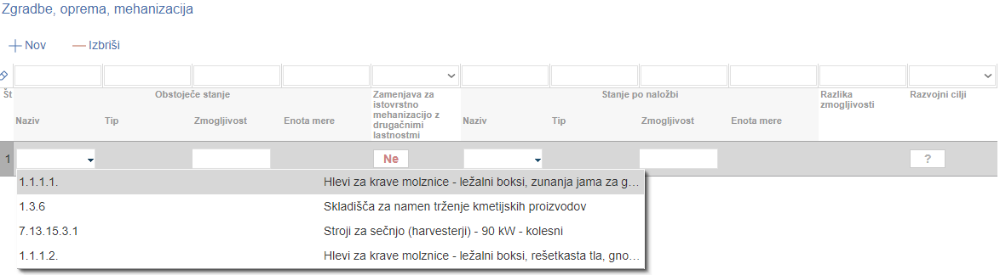 Zgradbe, oprema, mehanizacija
Nov Izbriši
Št Obstoječe stanje Zamenjava za istovrstno mehanizacijo z drugačnimi lastnostmi Stanje po naložbi Razlika zmogljivosti Razvojni cilji
Naziv Tip Zmogljivost Enota mere Naziv Tip Zmogljivost Enota mere
1 Ne ?
1.1.1.1. Hlevi za krave molznice - ležalni boksi, zunanja jama za g...
1.3.6 Skladišča za namen trženje kmetijskih proizvodov
7.13.15.3.1 Stroji za sečnjo (harvesterji) - 90 kW - kolesni
1.1.1.2. Hlevi za krave molznice - ležalni boksi, rešetkasta tla, gno...